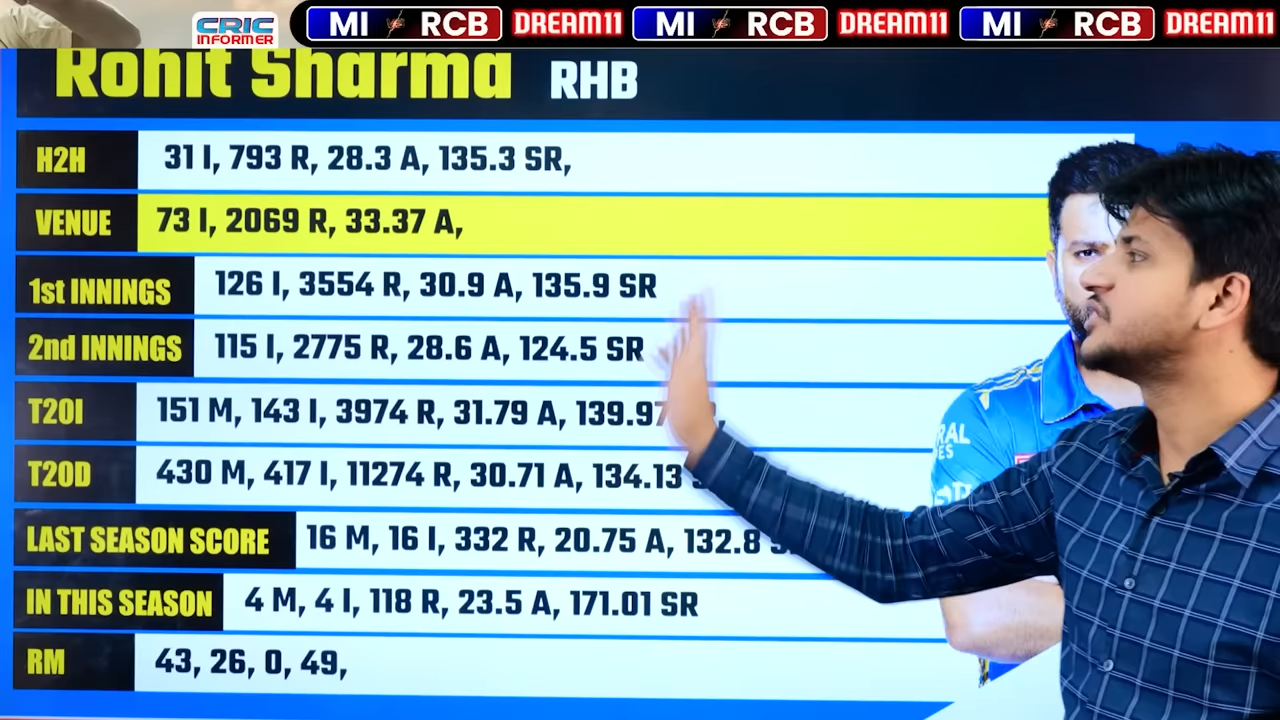 CRIC
INFORMER
MI RCB DREAM11 MI RCB DREAM11 MI RCB DREAM11
Rohit Sharma RHB
H2H 31 I, 793 R, 28.3 A, 135.3 SR,
VENUE 73 I, 2069 R, 33.37 A,
1st INNINGS 126 I, 3554 R, 30.9 A, 135.9 SR
2nd INNINGS 115 I, 2775 R, 28.6 A, 124.5 SR
T20I 151 M, 143 I, 3974 R, 31.79 A, 139.97
T20D 430 M, 417 I, 11274 R, 30.71 A, 134.13
LAST SEASON SCORE 16 M, 16 I, 332 R, 20.75 A, 132.8
IN THIS SEASON 4 M, 4 I, 118 R, 23.5 A, 171.01 SR
RM 43, 26, 0, 49,